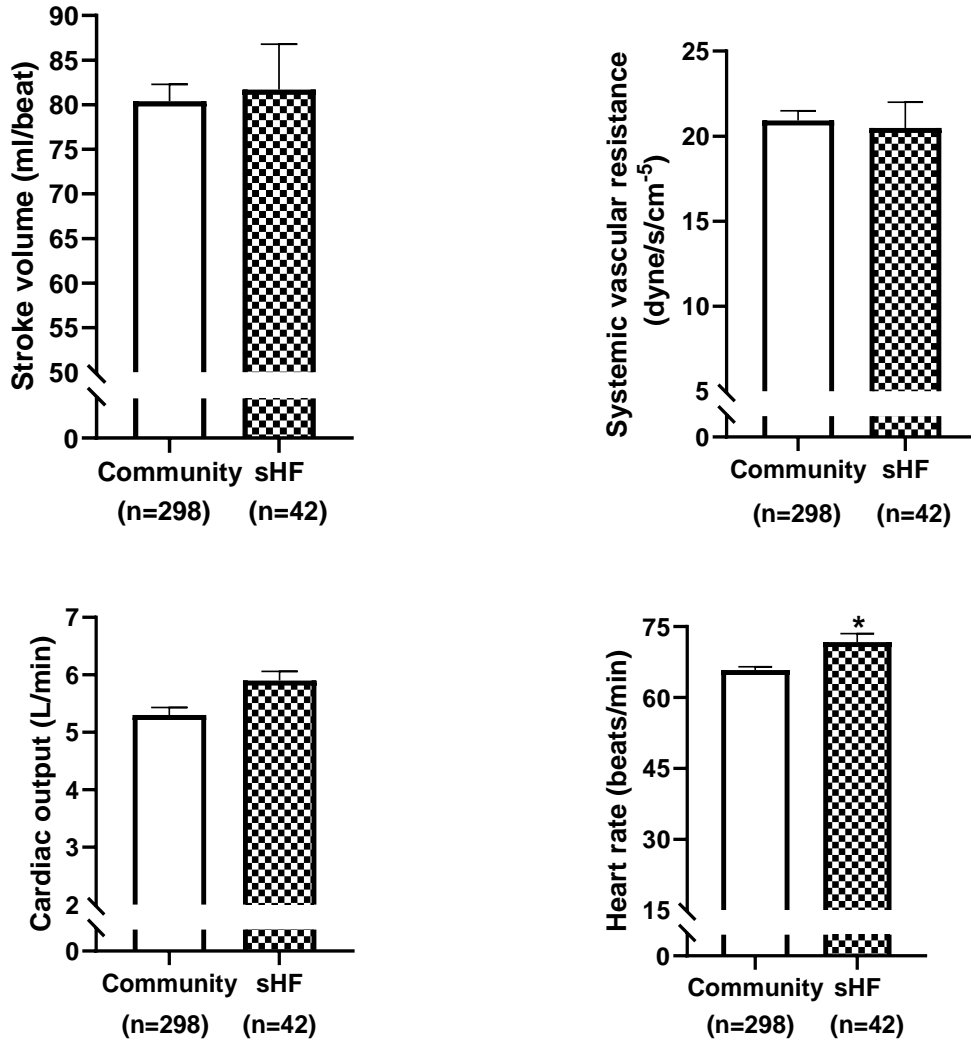 Stroke volume (ml/beat)
90
85
80
75
70
65
60
55
50
0
Community sHF
(n=298) (n=42)
Systemic vascular resistance
(dyne/s/cm⁻⁵)
25
20
15
10
5
0
Community sHF
(n=298) (n=42)
Cardiac output (L/min)
7
6
5
4
3
2
0
Community sHF
(n=298) (n=42)
Heart rate (beats/min)
75
60
45
30
15
0
*
Community sHF
(n=298) (n=42)